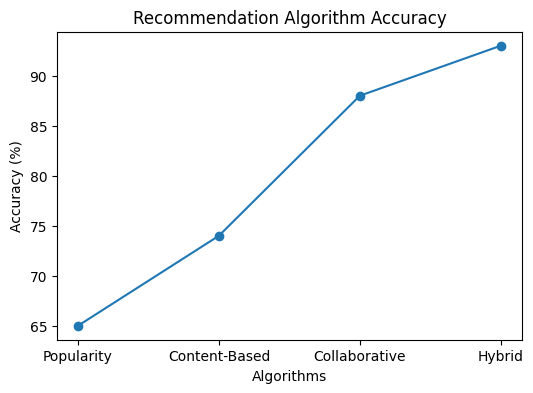 Recommendation Algorithm Accuracy
Accuracy (%)
90
85
80
75
70
65
Popularity Content-Based Collaborative Hybrid
Algorithms